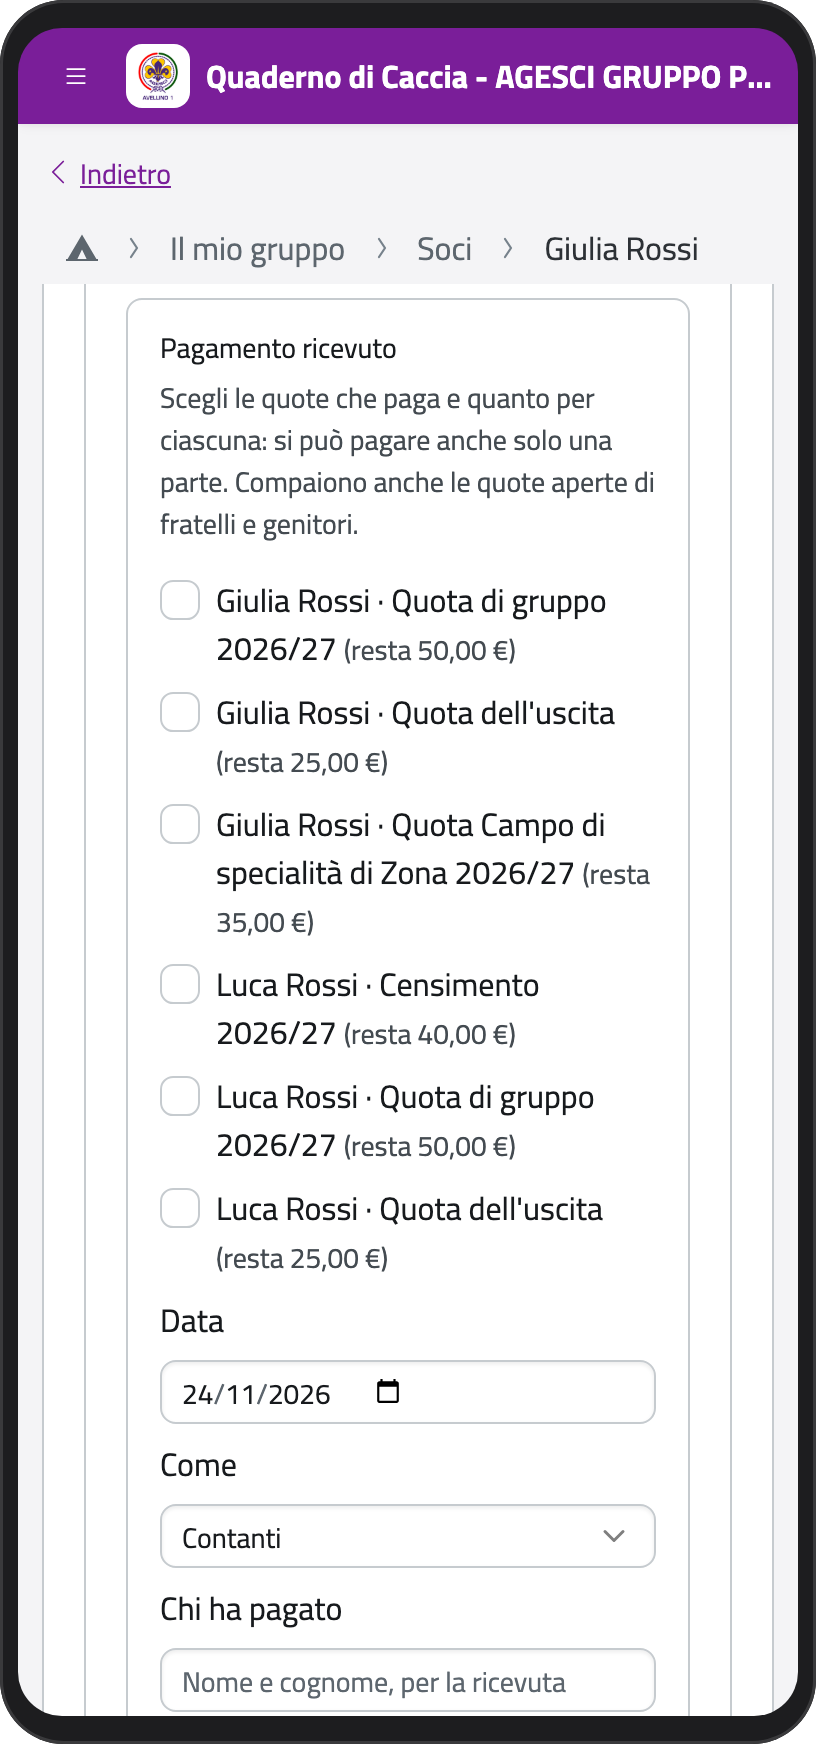 AVELLINO 1
Quaderno di Caccia - AGESCI GRUPPO P...
Indietro
Il mio gruppo
Soci
Giulia Rossi
Pagamento ricevuto
Scegli le quote che paga e quanto per
ciascuna: si può pagare anche solo una
parte. Compaiono anche le quote aperte di
fratelli e genitori.
Giulia Rossi · Quota di gruppo
2026/27 (resta 50,00 €)
Giulia Rossi · Quota dell'uscita
(resta 25,00 €)
Giulia Rossi · Quota Campo di
specialità di Zona 2026/27 (resta
35,00 €)
Luca Rossi · Censimento
2026/27 (resta 40,00 €)
Luca Rossi · Quota di gruppo
2026/27 (resta 50,00 €)
Luca Rossi · Quota dell'uscita
(resta 25,00 €)
Data
24/11/2026
Come
Contanti
Chi ha pagato
Nome e cognome, per la ricevuta